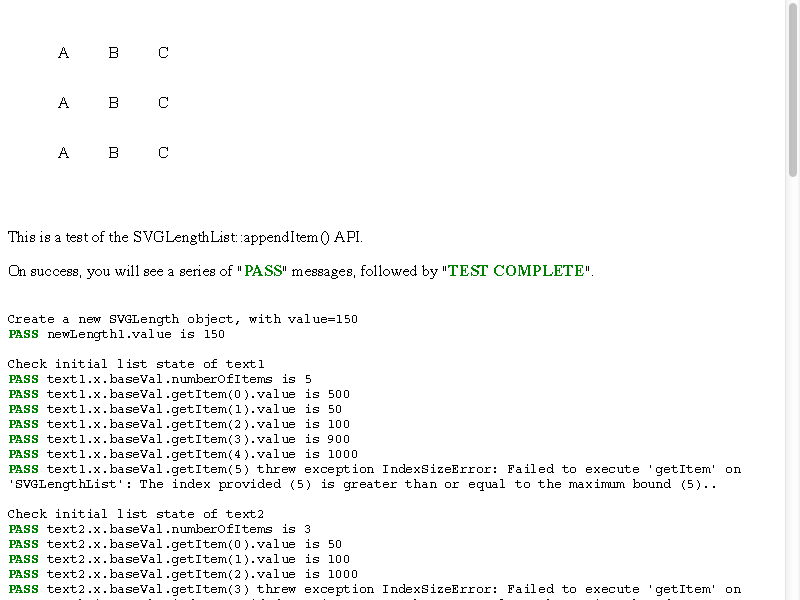 A B C
A B C
A B C
This is a test of the SVGLengthList::appendItem() API.
On success, you will see a series of "PASS" messages, followed by "TEST COMPLETE".
Create a new SVGLength object, with value=150
PASS newLength1.value is 150
Check initial list state of text1
PASS text1.x.baseVal.numberOfItems is 5
PASS text1.x.baseVal.getItem(0).value is 500
PASS text1.x.baseVal.getItem(1).value is 50
PASS text1.x.baseVal.getItem(2).value is 100
PASS text1.x.baseVal.getItem(3).value is 900
PASS text1.x.baseVal.getItem(4).value is 1000
PASS text1.x.baseVal.getItem(5) threw exception IndexSizeError: Failed to execute 'getItem' on
'SVGLengthList': The index provided (5) is greater than or equal to the maximum bound (5)..
Check initial list state of text2
PASS text2.x.baseVal.numberOfItems is 3
PASS text2.x.baseVal.getItem(0).value is 50
PASS text2.x.baseVal.getItem(1).value is 100
PASS text2.x.baseVal.getItem(2).value is 1000
PASS text2.x.baseVal.getItem(3) threw exception IndexSizeError: Failed to execute 'getItem' on